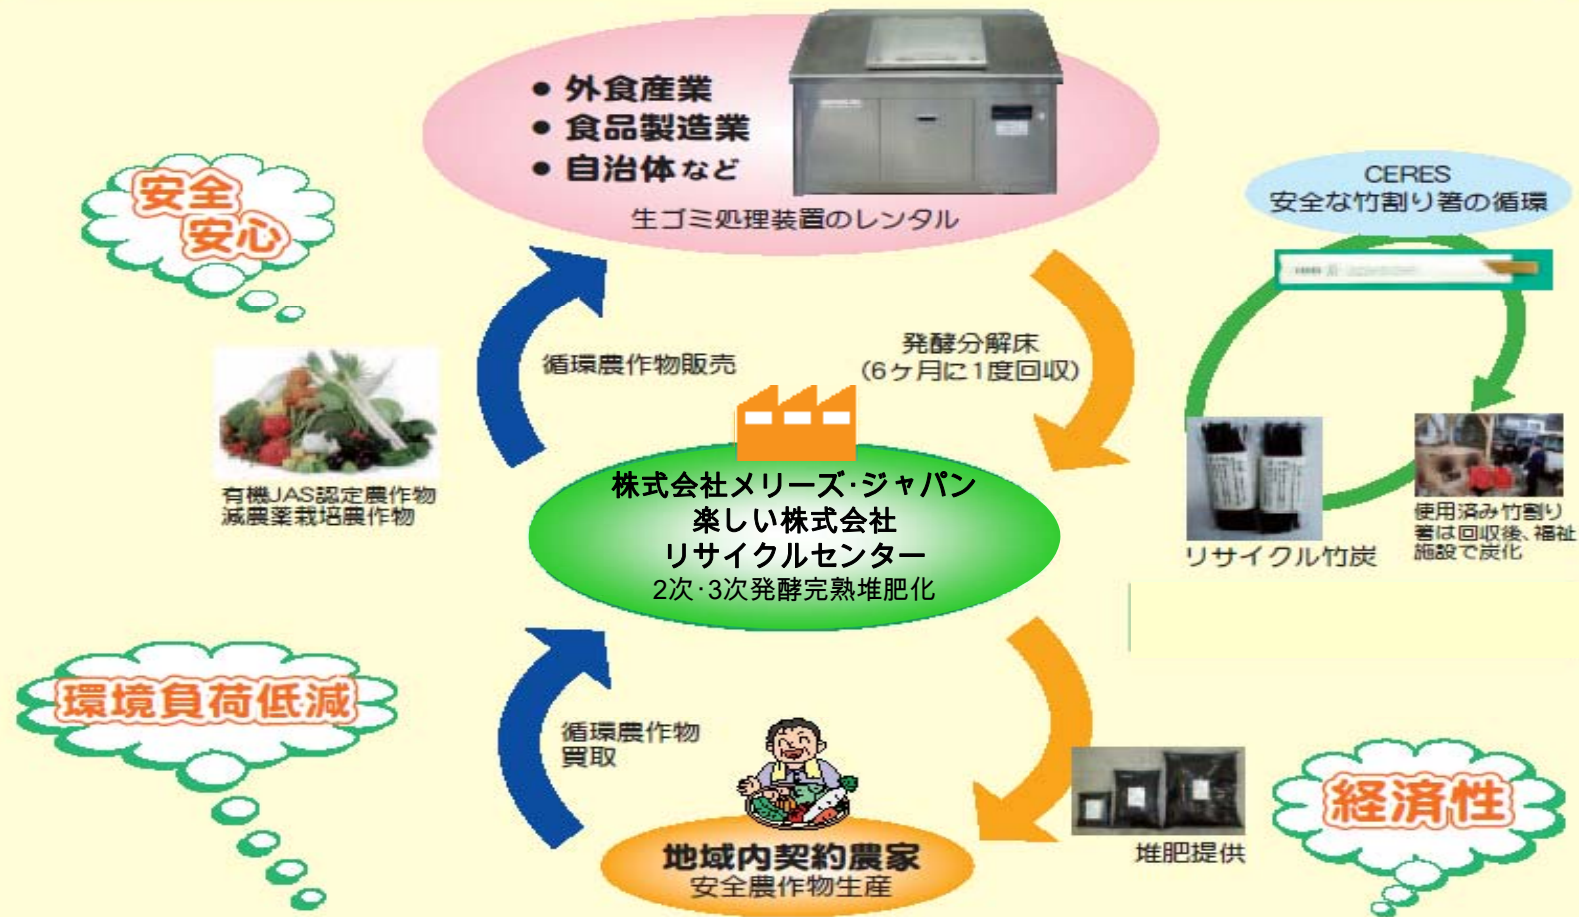 • 外食産業
• 食品製造業
• 自治体など
生ゴミ処理装置のレンタル
安全
安心
CERES
安全な竹割り箸の循環
循環農作物販売
発酵分解床
(6ヶ月に1度回収)
有機JAS認定農作物
減農薬栽培農作物
株式会社メリーズ・ジャパン
楽しい株式会社
リサイクルセンター
2次・3次発酵完熟堆肥化
リサイクル竹炭
使用済み竹割り
箸は回収後、福祉
施設で炭化
環境負荷低減
循環農作物
買取
地域内契約農家
安全農作物生産
堆肥提供
経済性